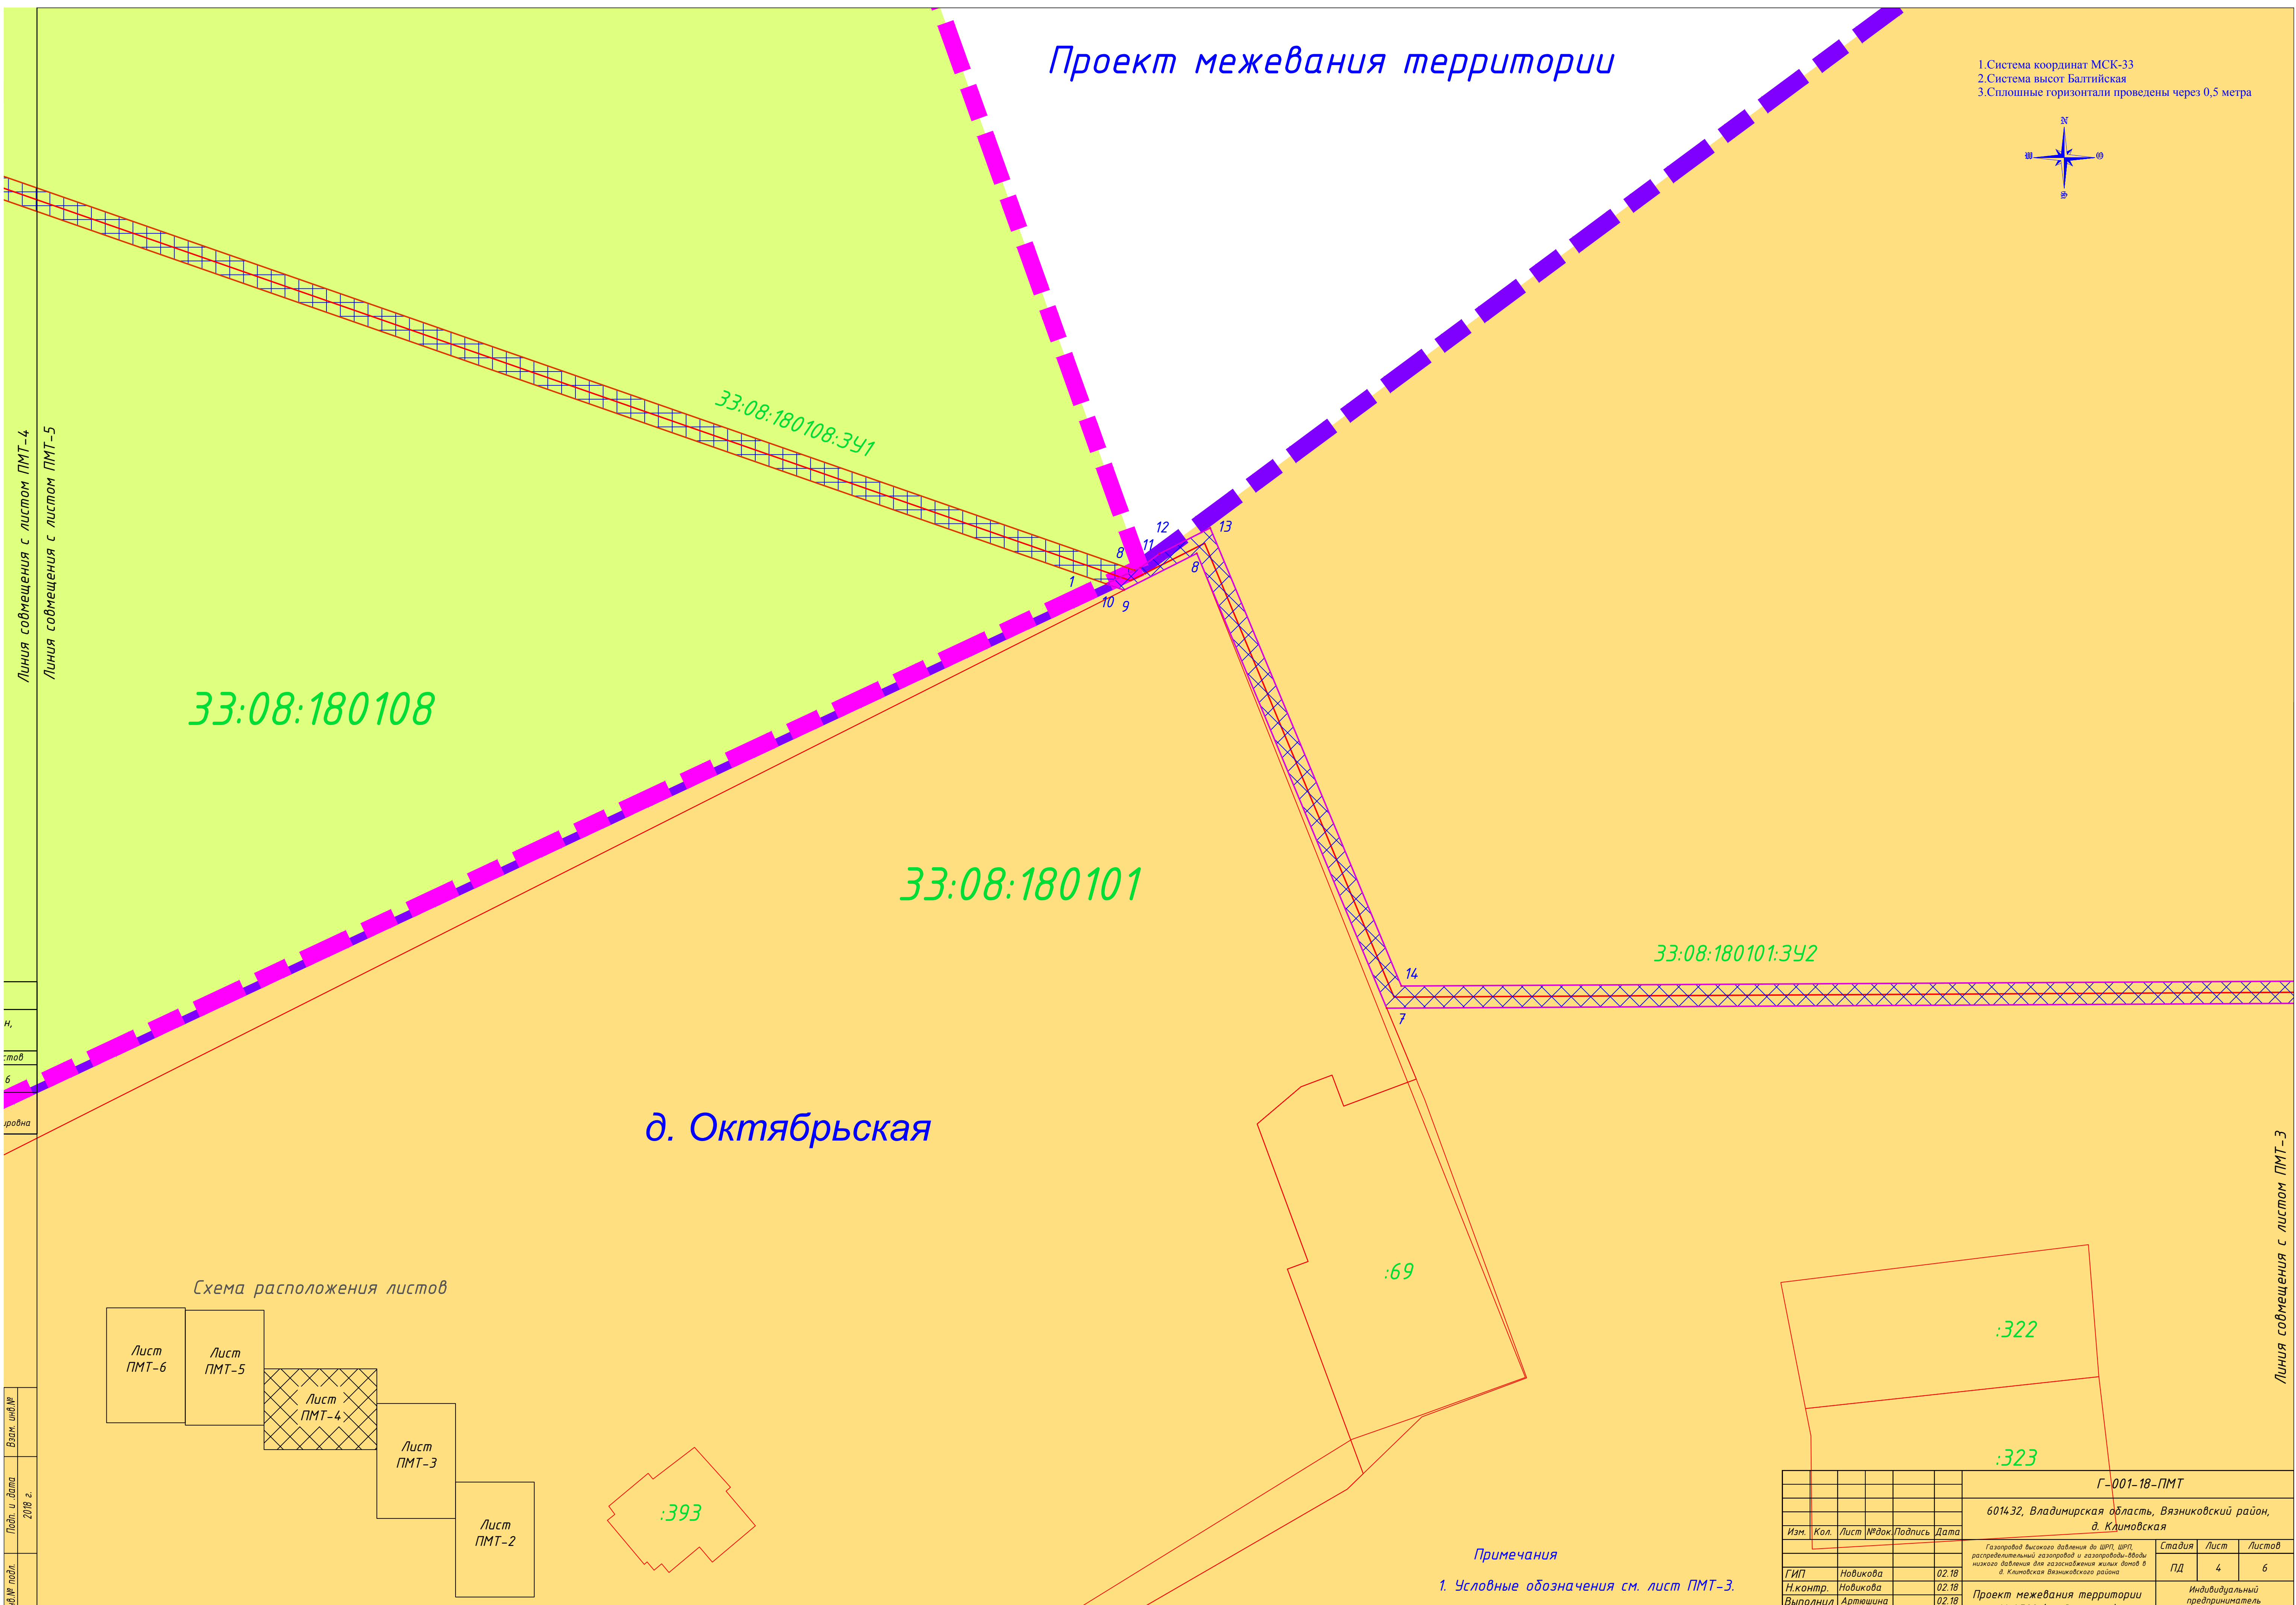 Проект межевания территории
1.Система координат МСК-33
2.Система высот Балтийская
3.Сплошные горизонтали проведены через 0,5 метра
N
W
O
S
Линия совмещения с листом ПМТ-4
Линия совмещения с листом ПМТ-5
33:08:180108:ЗУ1
12
13
11
8
8
1
10
9
33:08:180108
33:08:180101
33:08:180101:ЗУ2
14
7
н,
стов
6
ировна
д. Октябрьская
Линия совмещения с листом ПМТ-3
:69
:322
:323
:393
Схема расположения листов
Лист
ПМТ-6
Лист
ПМТ-5
Лист
ПМТ-4
Лист
ПМТ-3
Лист
ПМТ-2
Взам. инв.№
Подп. и .дата
2018 г.
№ подл.
Примечания
1. Условные обозначения см. лист ПМТ-3.
Г-001-18-ПМТ
601432, Владимирская область, Вязниковский район,
д. Климовская
Изм. Кол. Лист №док. Подпись Дата
Газопровод высокого давления до ШРП, ШРП,
распределительный газопровод и газопроводы-вводы
низкого давления для газоснабжения жилых домов в
д. Климовская Вязниковского района
Стадия Лист Листов
ПД 4 6
ГИП Новикова 02.18
Н.контр. Новикова 02.18
Выполнил Артюшина 02.18
Проект межевания территории
Индивидуальный
предприниматель